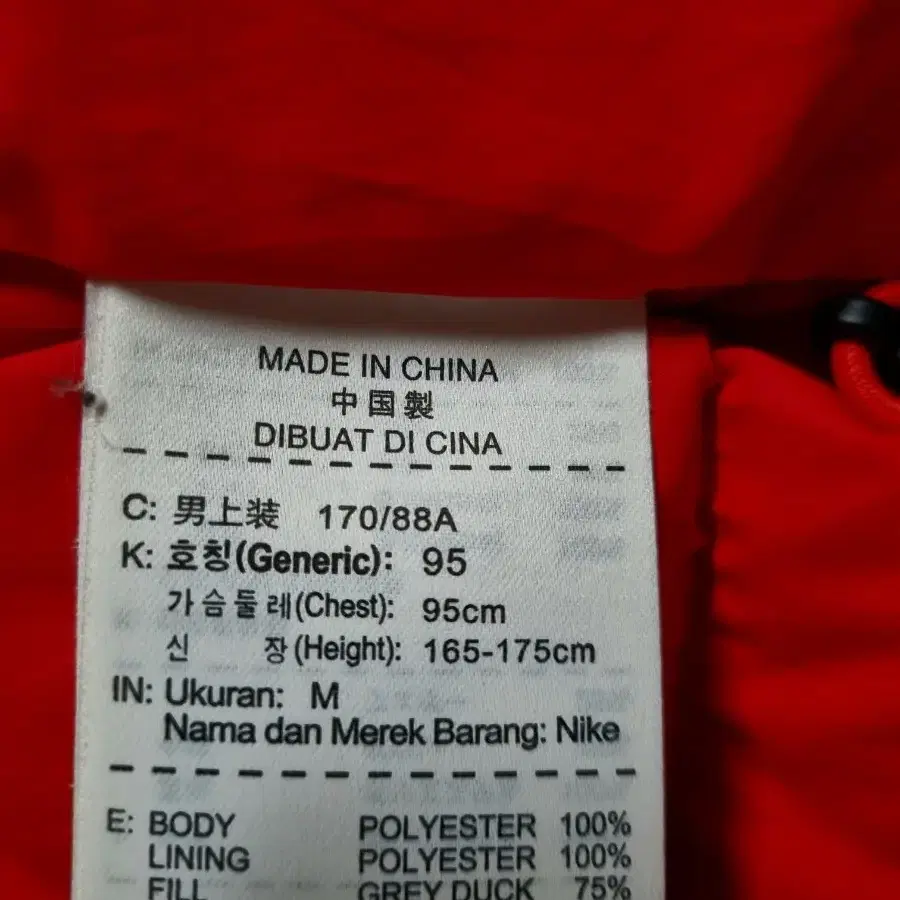 MADE IN CHINA
中国製
DIBUAT DI CINA
C: 男上装 170/88A
K: 호칭(Generic): 95
가슴둘레(Chest): 95cm
신 장(Height): 165-175cm
IN: Ukuran: M
Nama dan Merek Barang: Nike
E: BODY POLYESTER 100%
LINING POLYESTER 100%
FILL GREY DUCK 75%